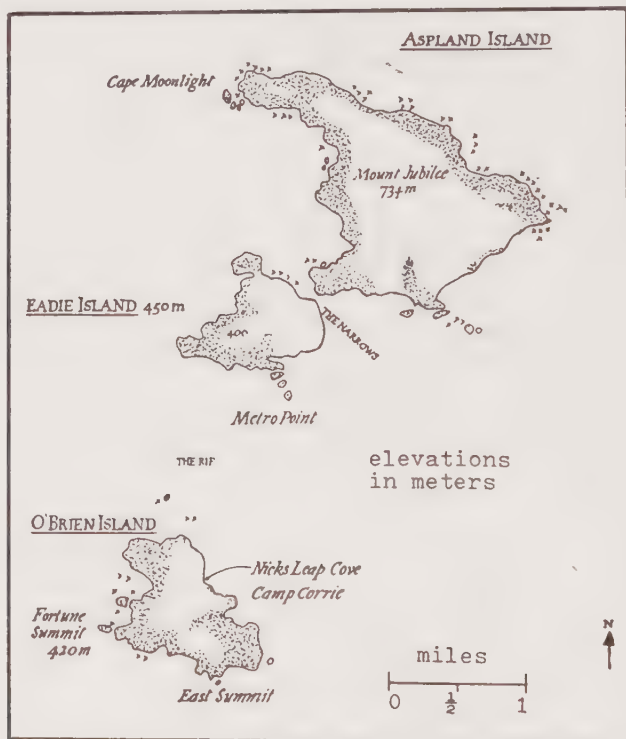 ASPLAND ISLAND
Cape Moonlight
Mount Jubilee
734m
EADIE ISLAND 450m
400
THE NARROWS
Metro Point
THE RIF
elevations
in meters
O'BRIEN ISLAND
Nicks Leap Cove
Camp Corrie
Fortune
Summit
420m
East Summit
N
miles
0 ½ 1